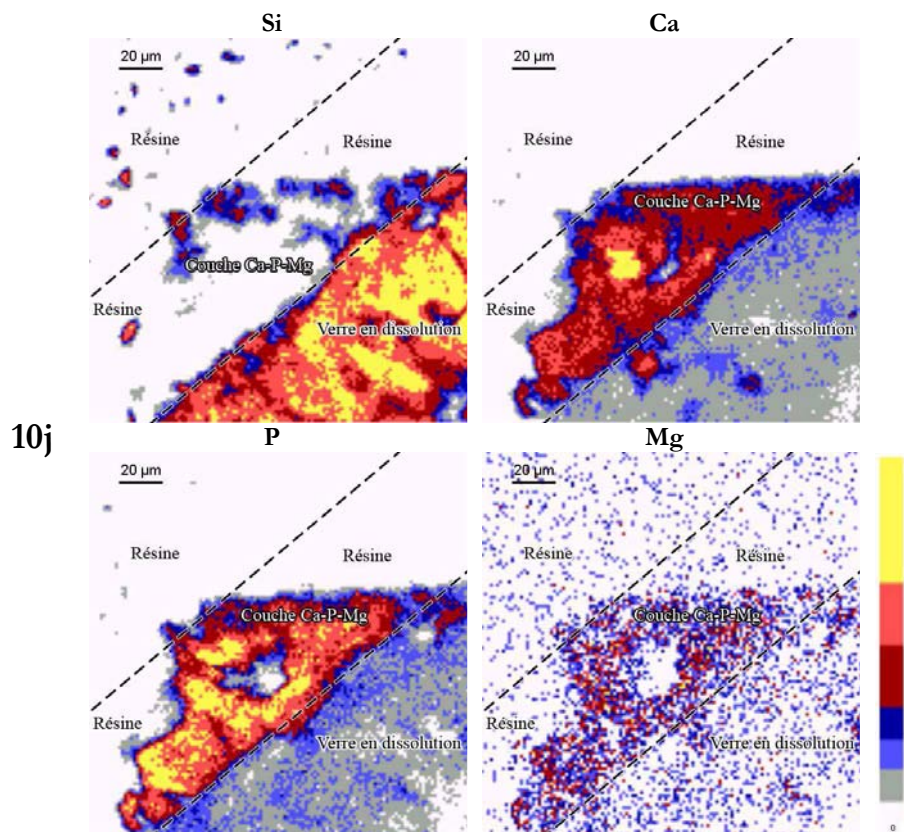 Si
20 µm
Résine
Résine
Couche Ca-P-Mg
Résine
Verre en dissolution
Ca
20 µm
Résine
Résine
Couche Ca-P-Mg
Résine
Verre en dissolution
10j
P
20 µm
Résine
Résine
Couche Ca-P-Mg
Résine
Verre en dissolution
Mg
20 µm
Résine
Résine
Couche Ca-P-Mg
Résine
Verre en dissolution
0